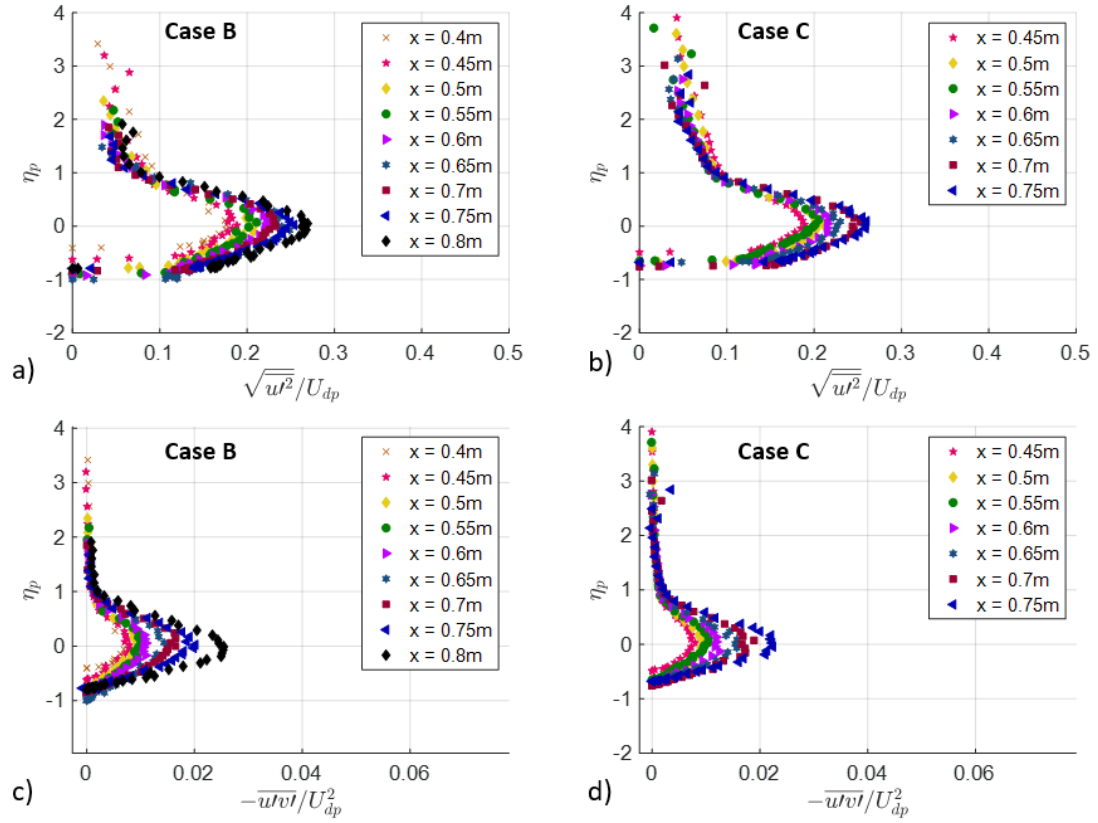 Case B
x = 0.4m
x = 0.45m
x = 0.5m
x = 0.55m
x = 0.6m
x = 0.65m
x = 0.7m
x = 0.75m
x = 0.8m
4
3
2
1
0
-1
-2
η_p
0 0.1 0.2 0.3 0.4 0.5
a)
√u′²/U_dp
Case C
x = 0.45m
x = 0.5m
x = 0.55m
x = 0.6m
x = 0.65m
x = 0.7m
x = 0.75m
4
3
2
1
0
-1
-2
η_p
0 0.1 0.2 0.3 0.4 0.5
b)
√u′²/U_dp
Case B
x = 0.4m
x = 0.45m
x = 0.5m
x = 0.55m
x = 0.6m
x = 0.65m
x = 0.7m
x = 0.75m
x = 0.8m
4
3
2
1
0
-1
η_p
0 0.02 0.04 0.06
c)
-u′v′/U²_dp
Case C
x = 0.45m
x = 0.5m
x = 0.55m
x = 0.6m
x = 0.65m
x = 0.7m
x = 0.75m
4
3
2
1
0
-1
-2
η_p
0 0.02 0.04 0.06
d)
-u′v′/U²_dp